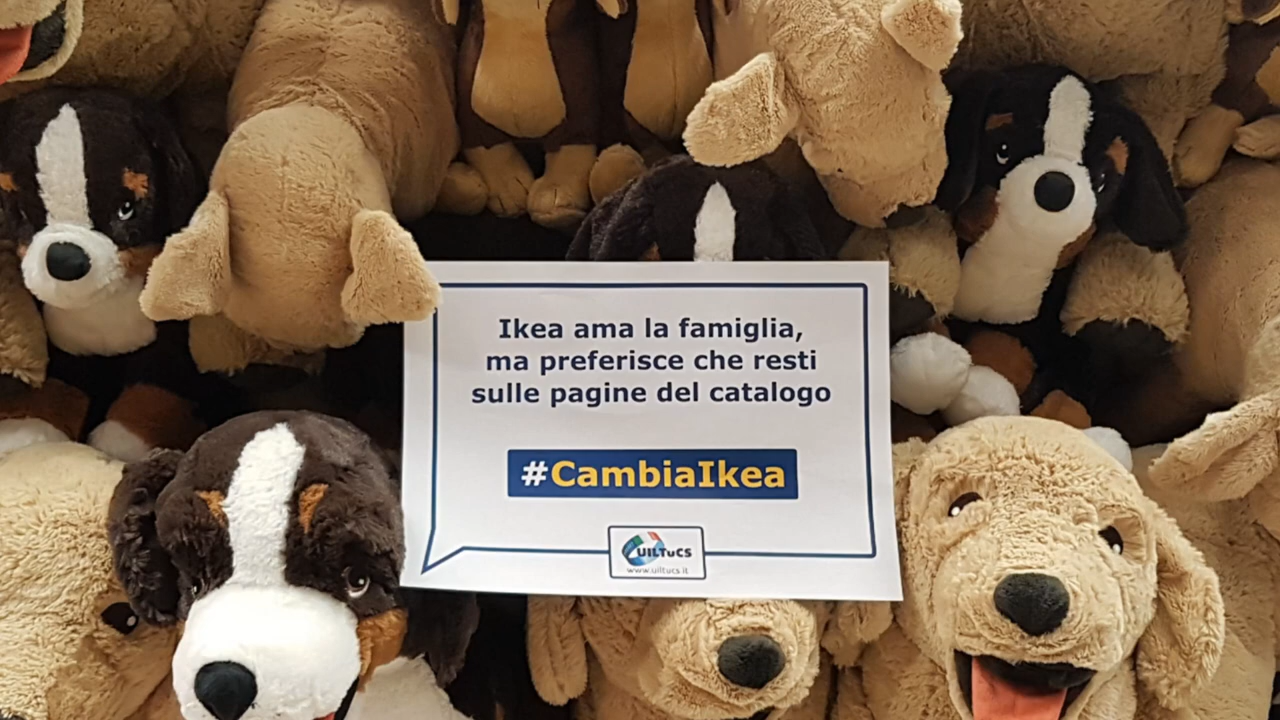 Ikea ama la famiglia,
ma preferisce che resti
sulle pagine del catalogo
#CambiaIkea
UILTuCS
www.uiltucs.it